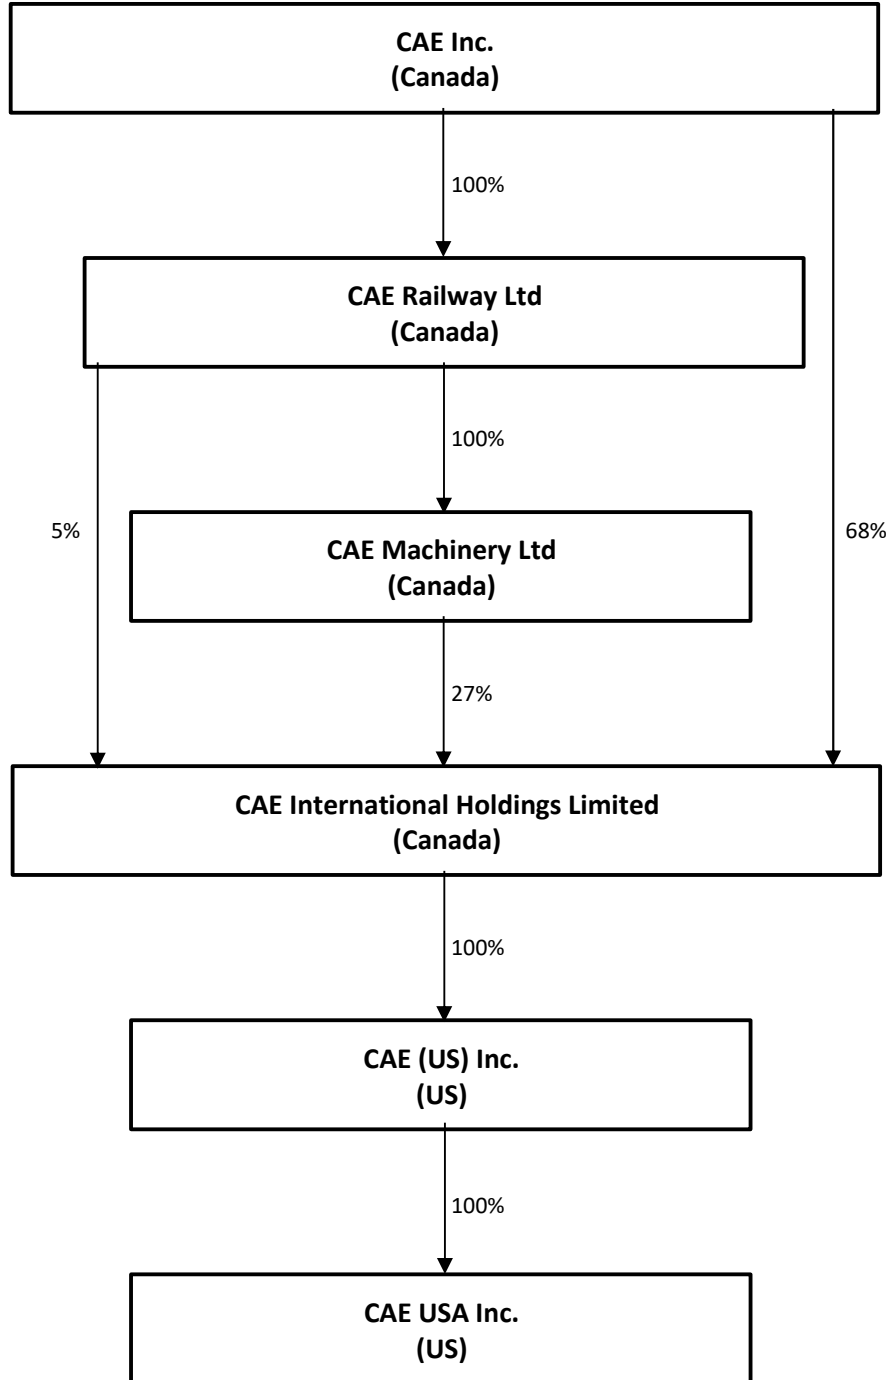 CAE Inc.
(Canada)
100%
CAE Railway Ltd
(Canada)
100%
5%
68%
CAE Machinery Ltd
(Canada)
27%
CAE International Holdings Limited
(Canada)
100%
CAE (US) Inc.
(US)
100%
CAE USA Inc.
(US)